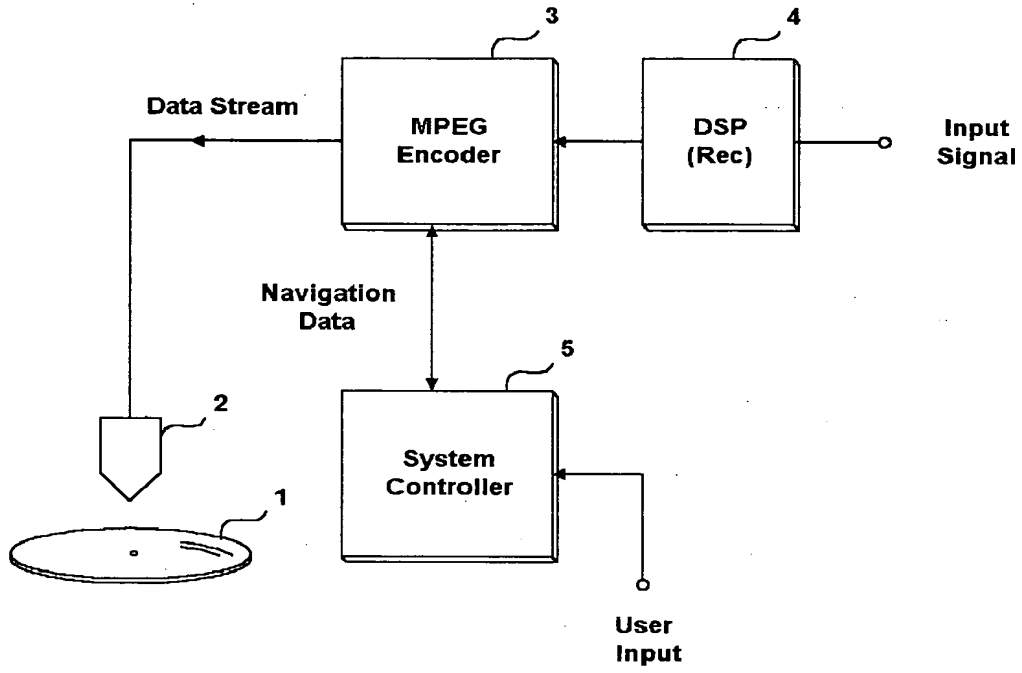 3
4
Data Stream
MPEG
Encoder
DSP
(Rec)
Input
Signal
Navigation
Data
5
2
System
Controller
1
User
Input